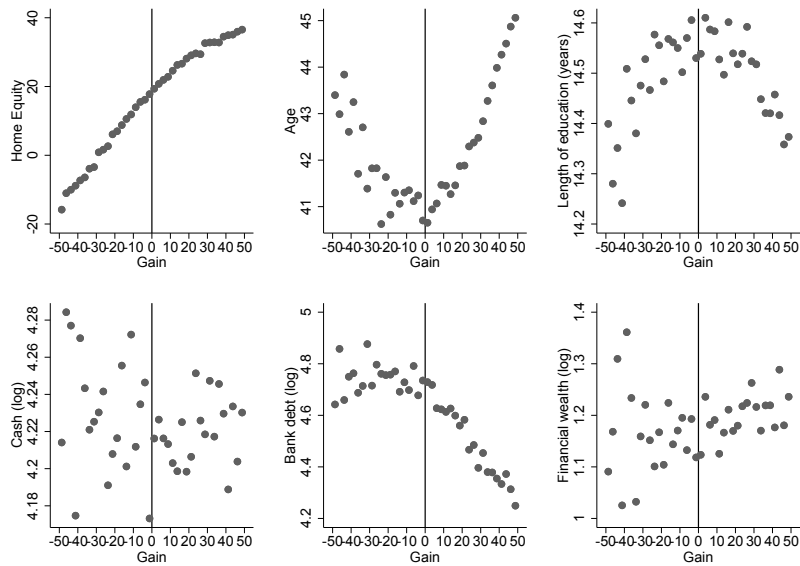 Home Equity
40
20
0
-20
-50-40-30-20-10 0 10 20 30 40 50
Gain
Age
45
44
43
42
41
-50-40-30-20-10 0 10 20 30 40 50
Gain
Length of education (years)
14.6
14.5
14.4
14.3
14.2
-50-40-30-20-10 0 10 20 30 40 50
Gain
Cash (log)
4.28
4.26
4.24
4.22
4.2
4.18
-50-40-30-20-10 0 10 20 30 40 50
Gain
Bank debt (log)
5
4.8
4.6
4.4
4.2
-50-40-30-20-10 0 10 20 30 40 50
Gain
Financial wealth (log)
1.4
1.3
1.2
1.1
1
-50-40-30-20-10 0 10 20 30 40 50
Gain